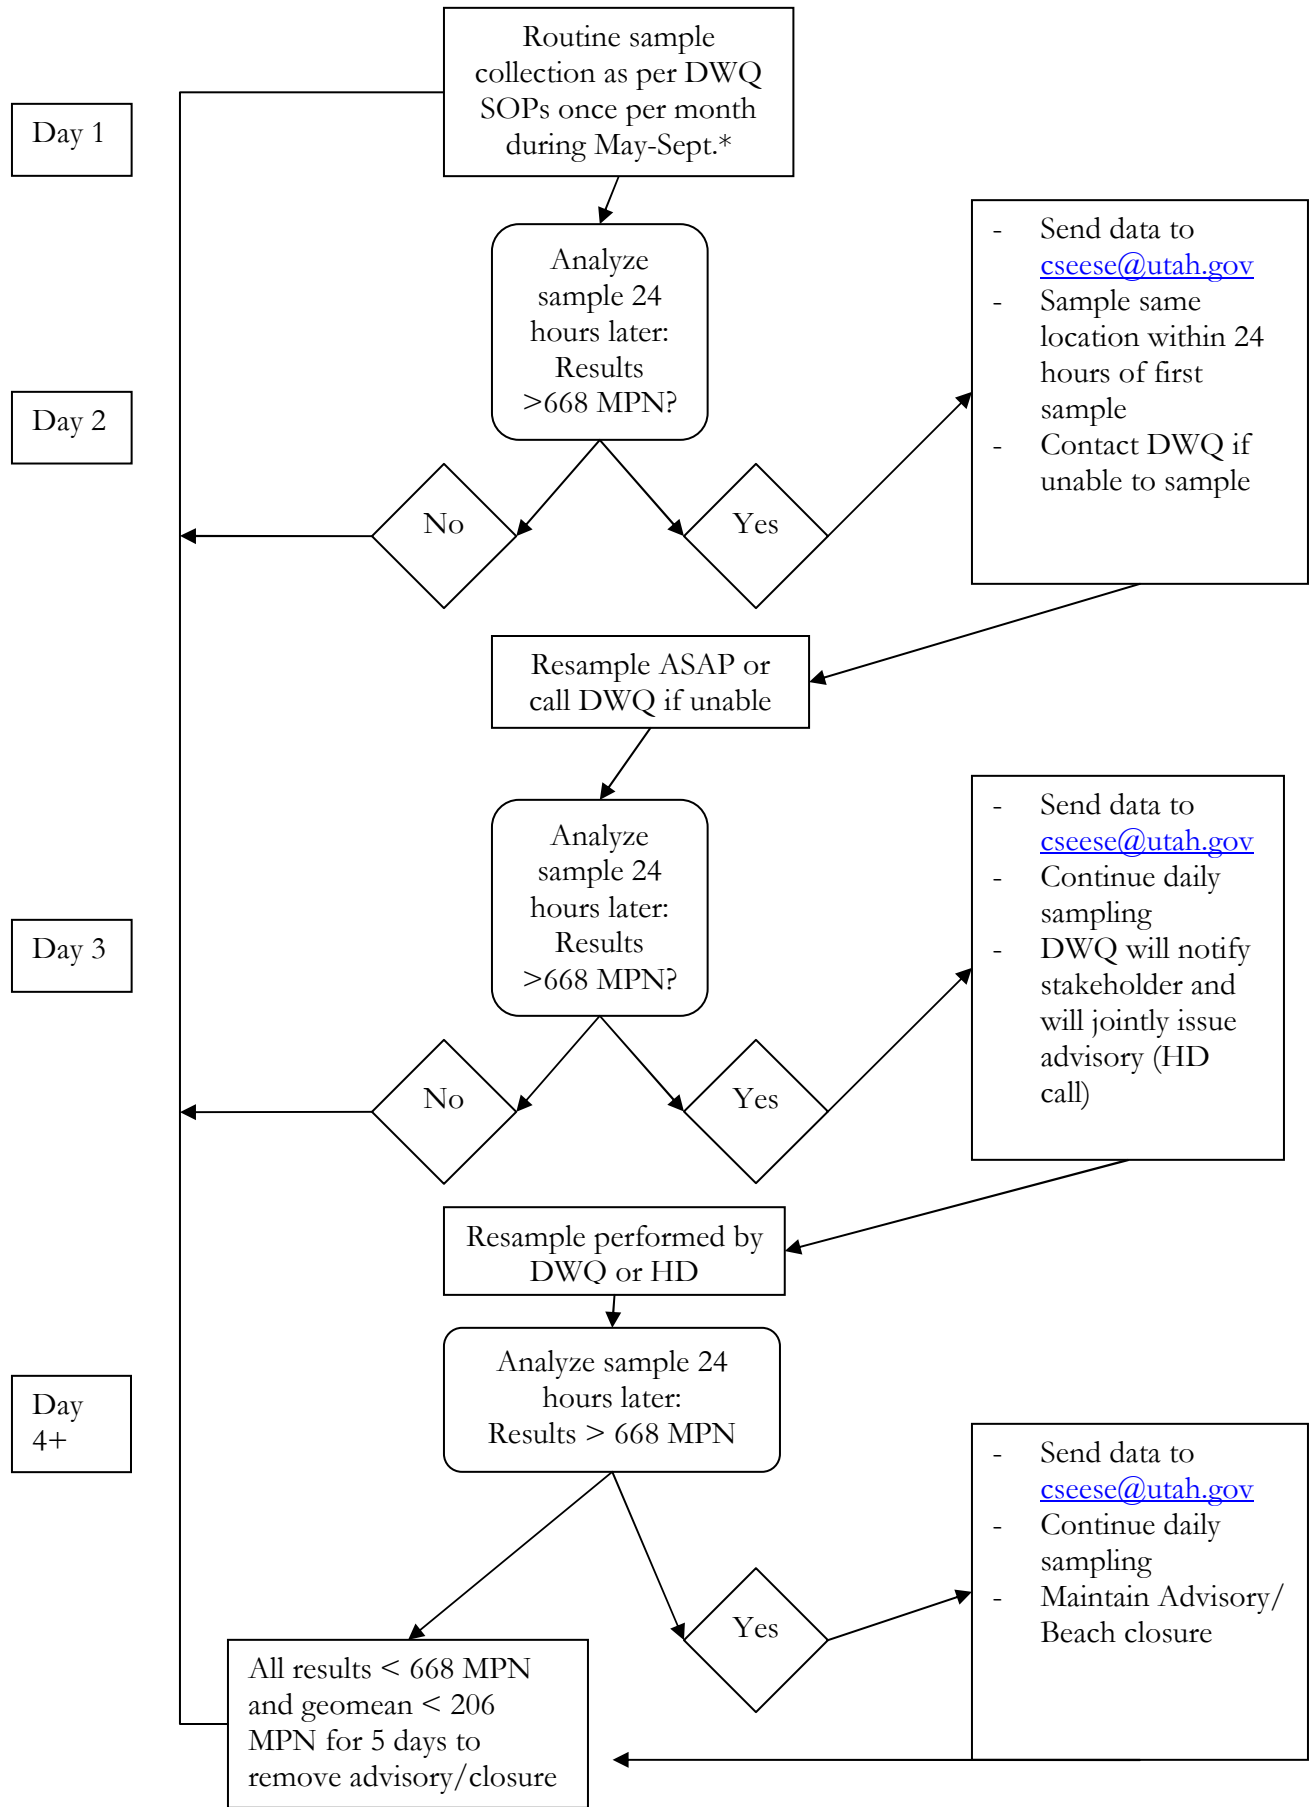 Routine sample
collection as per DWQ
SOPs once per month
during May-Sept.*
Day 1
Analyze
sample 24
hours later:
Results
>668 MPN?
- Send data to
cseese@utah.gov
- Sample same
location within 24
hours of first
sample
- Contact DWQ if
unable to sample
Day 2
No
Yes
Resample ASAP or
call DWQ if unable
Analyze
sample 24
hours later:
Results
>668 MPN?
- Send data to
cseese@utah.gov
- Continue daily
sampling
- DWQ will notify
stakeholder and
will jointly issue
advisory (HD
call)
Day 3
No
Yes
Resample performed by
DWQ or HD
Analyze sample 24
hours later:
Results > 668 MPN
Day
4+
- Send data to
cseese@utah.gov
- Continue daily
sampling
- Maintain Advisory/
Beach closure
Yes
All results < 668 MPN
and geomean < 206
MPN for 5 days to
remove advisory/closure